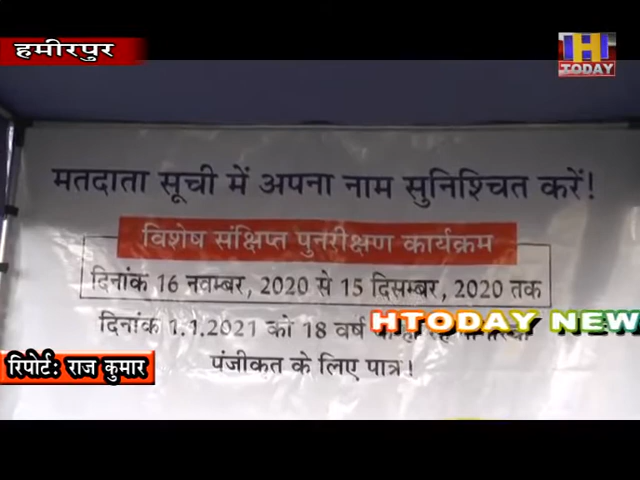 हमीरपुर
H
TODAY
मतदाता सूची में अपना नाम सुनिश्चित करें!
विशेष संक्षिप्त पुनरीक्षण कार्यक्रम
दिनांक 16 नवम्बर, 2020 से 15 दिसम्बर, 2020 तक
दिनांक 1.1.2021 को 18 वर्ष
HTODAY NEW
रिपोर्ट: राज कुमार
पंजीकत के लिए पात्र!